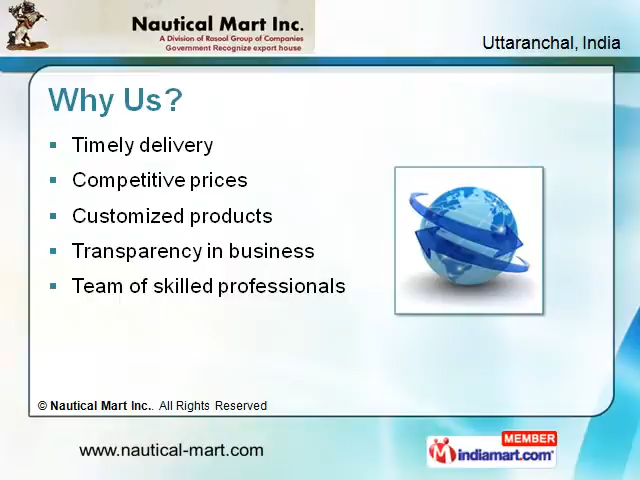 Nautical Mart Inc.
A Division of Rasool Group of Companies
Government Recognize export house
Uttaranchal, India
Why Us?
▪ Timely delivery
▪ Competitive prices
▪ Customized products
▪ Transparency in business
▪ Team of skilled professionals
© Nautical Mart Inc.. All Rights Reserved
www.nautical-mart.com
MEMBER
indiamart.com